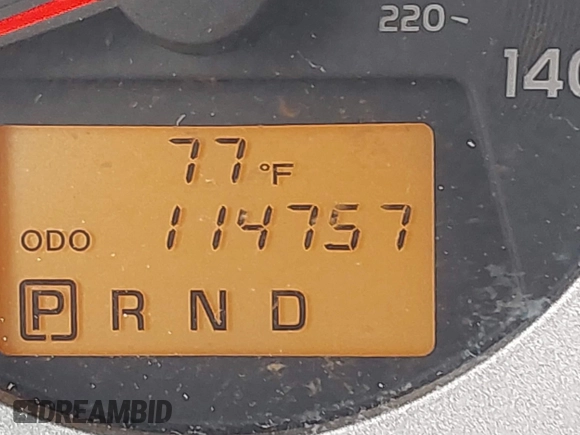 220
140
77 °F
ODO 114757
P R N D
DREAMBID